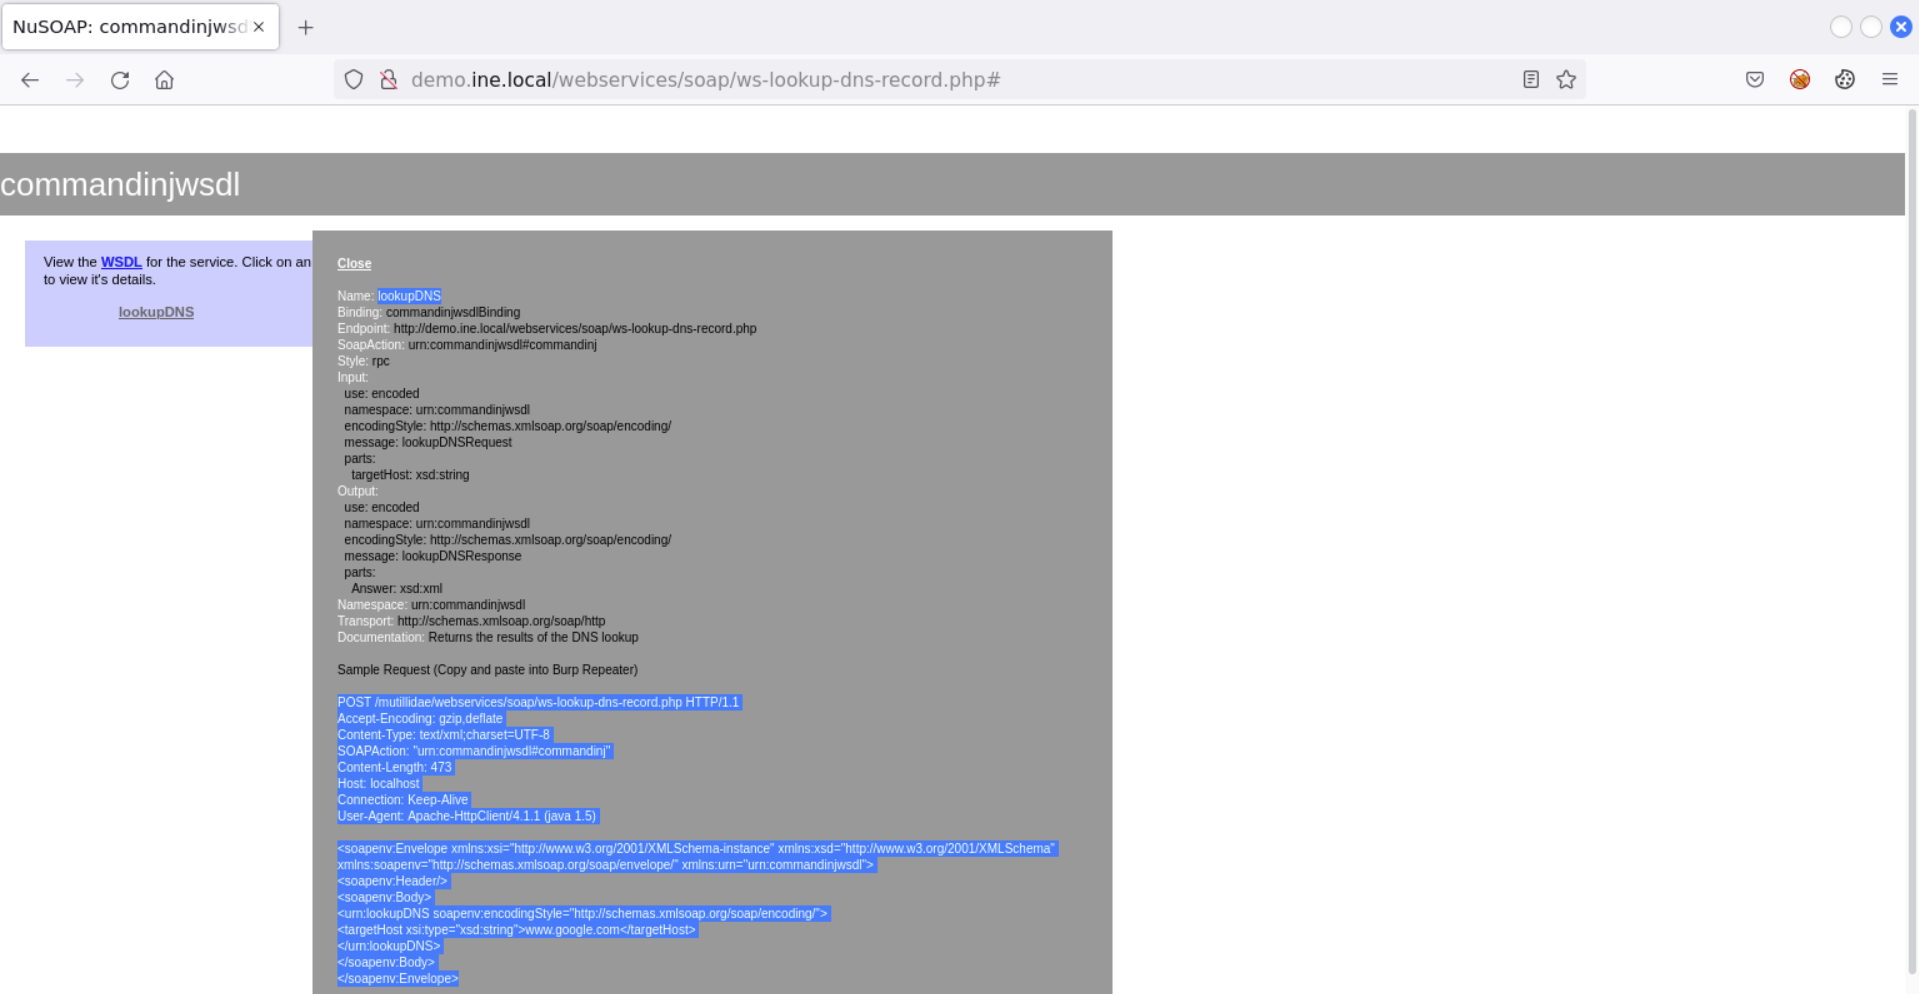 NuSOAP: commandinjwsd
demo.ine.local/webservices/soap/ws-lookup-dns-record.php#
commandinjwsdl
View the WSDL for the service. Click on an
to view it's details.
lookupDNS
Close
Name: lookupDNS
Binding: commandinjwsdlBinding
Endpoint: http://demo.ine.local/webservices/soap/ws-lookup-dns-record.php
SoapAction: urn:commandinjwsdl#commandinj
Style: rpc
Input:
use: encoded
namespace: urn:commandinjwsdl
encodingStyle: http://schemas.xmlsoap.org/soap/encoding/
message: lookupDNSRequest
parts:
targetHost: xsd:string
Output:
use: encoded
namespace: urn:commandinjwsdl
encodingStyle: http://schemas.xmlsoap.org/soap/encoding/
message: lookupDNSResponse
parts:
Answer: xsd:xml
Namespace: urn:commandinjwsdl
Transport: http://schemas.xmlsoap.org/soap/http
Documentation: Returns the results of the DNS lookup
Sample Request (Copy and paste into Burp Repeater)
POST /mutillidae/webservices/soap/ws-lookup-dns-record.php HTTP/1.1
Accept-Encoding: gzip,deflate
Content-Type: text/xml;charset=UTF-8
SOAPAction: "urn:commandinjwsdl#commandinj"
Content-Length: 473
Host: localhost
Connection: Keep-Alive
User-Agent: Apache-HttpClient/4.1.1 (java 1.5)
<soapenv:Envelope xmlns:xsi="http://www.w3.org/2001/XMLSchema-instance" xmlns:xsd="http://www.w3.org/2001/XMLSchema"
xmlns:soapenv="http://schemas.xmlsoap.org/soap/envelope/" xmlns:urn="urn:commandinjwsdl">
<soapenv:Header/>
<soapenv:Body>
<urn:lookupDNS soapenv:encodingStyle="http://schemas.xmlsoap.org/soap/encoding/">
<targetHost xsi:type="xsd:string">www.google.com</targetHost>
</urn:lookupDNS>
</soapenv:Body>
</soapenv:Envelope>